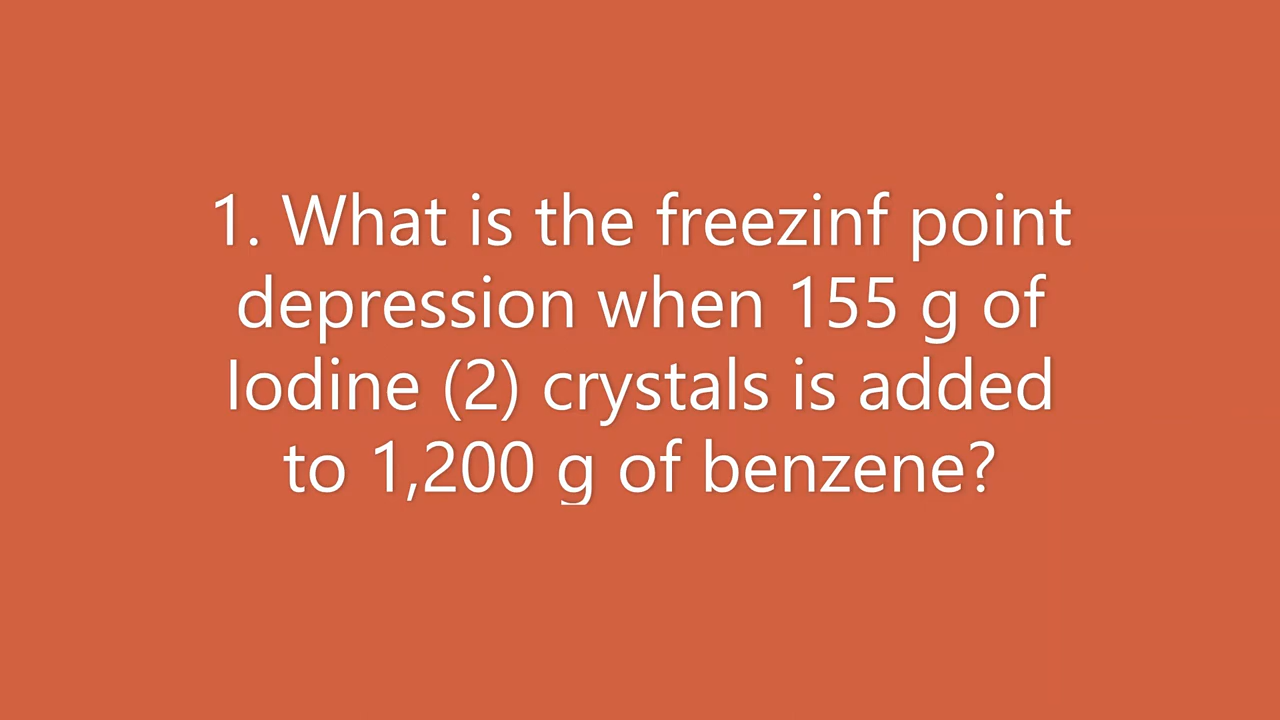 1. What is the freezinf point
depression when 155 g of
Iodine (2) crystals is added
to 1,200 g of benzene?